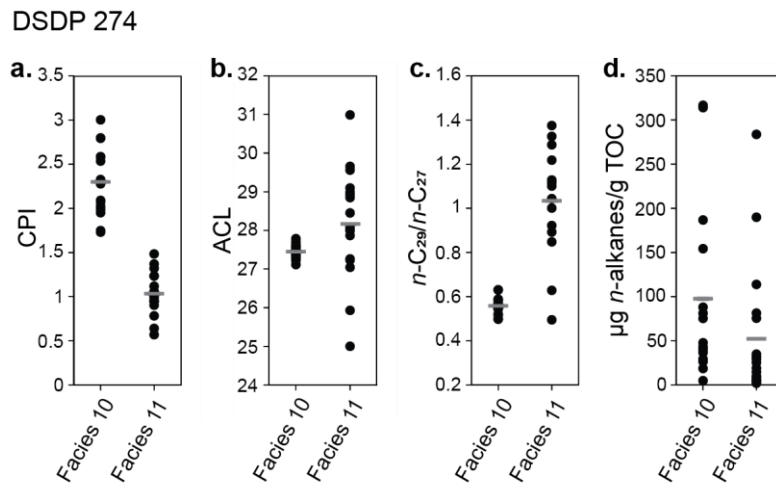 DSDP 274
a.
CPI
3.5
3
2.5
2
1.5
1
0.5
0
Facies 10
Facies 11
b.
ACL
32
31
30
29
28
27
26
25
24
Facies 10
Facies 11
c.
n-C₂₉/n-C₂₇
1.6
1.4
1.2
1
0.8
0.6
0.4
0.2
Facies 10
Facies 11
d.
µg n-alkanes/g TOC
350
300
250
200
150
100
50
0
Facies 10
Facies 11